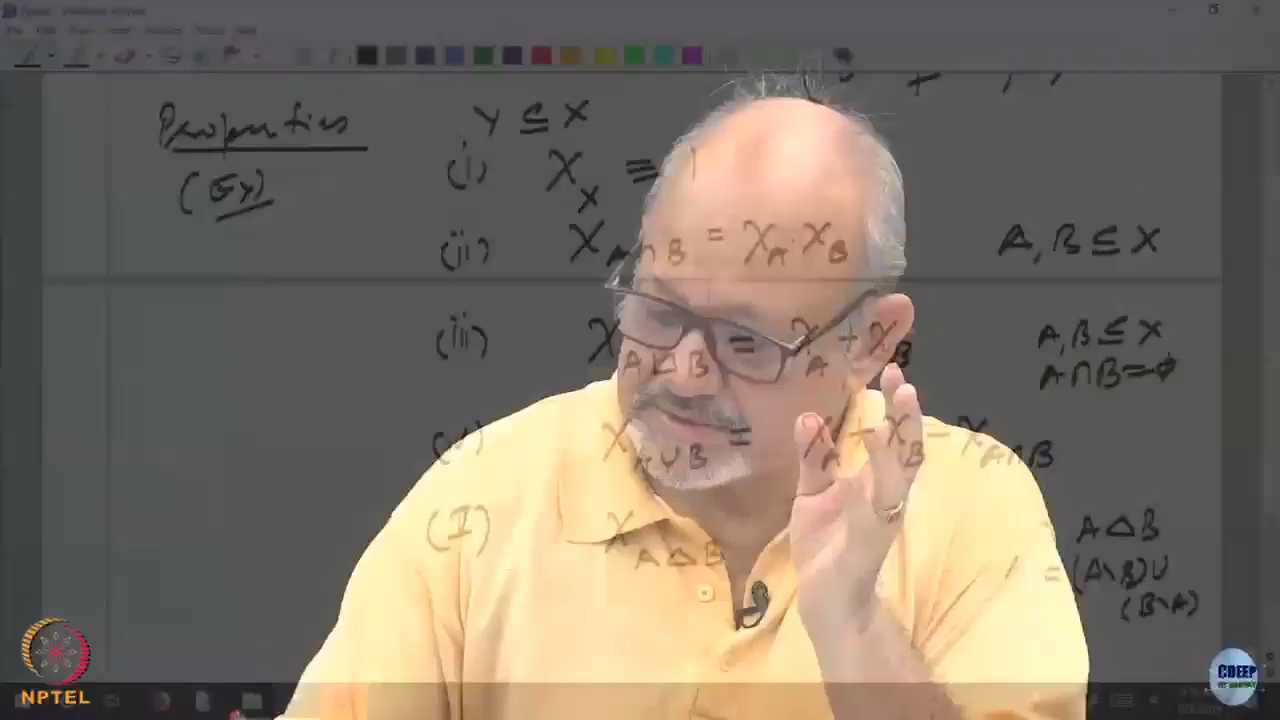 Properties Y ⊆ X
(Ex) (i) χ_X ≡ 1
(ii) χ_{A∩B} = χ_A χ_B A, B ⊆ X
(iii) χ_{A△B} = χ_A + χ_B A, B ⊆ X
A∩B=φ
χ_{A∪B} = χ_A + χ_B − χ_{A∩B}
(I) χ_{A△B} A△B
= (A\B)∪
(B\A)
NPTEL
CDEEP